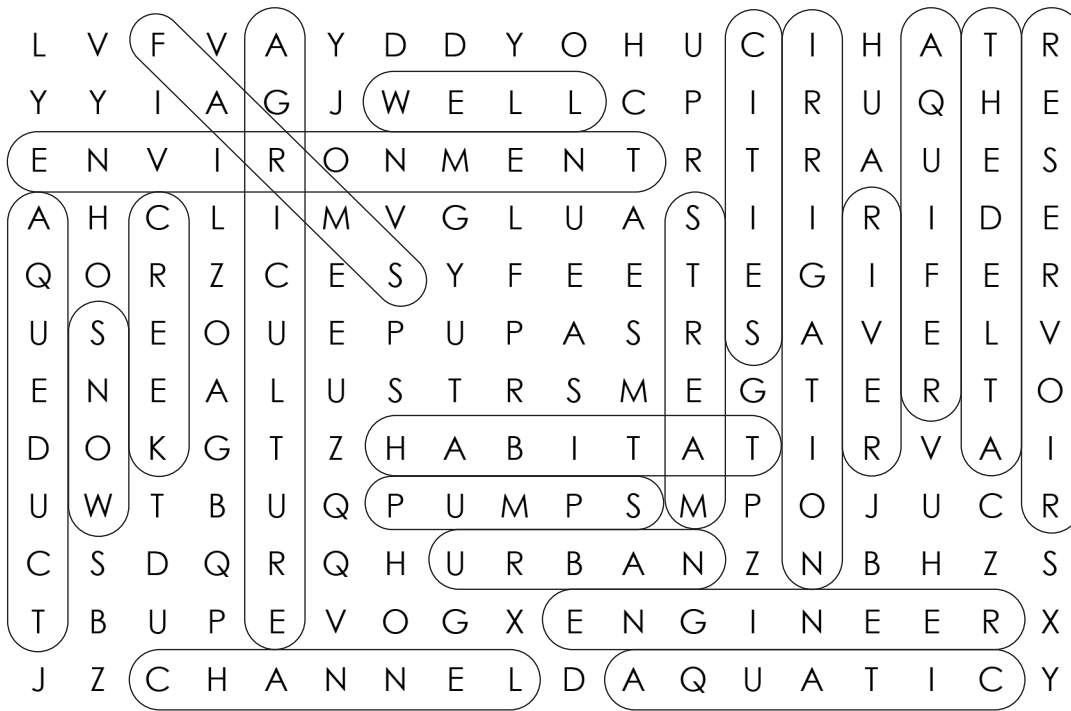 L V F V A Y D D Y O H U C I H A T R
Y Y I A G J W E L L C P I R U Q H E
E N V I R O N M E N T R T R A U E S
A H C L I M V G L U A S I I R I D E
Q O R Z C E S Y F E E T E G I F E R
U S E O U E P U P A S R S A V E L V
E N E A L U S T R S M E G T E R T O
D O K G T Z H A B I T A T I R V A I
U W T B U Q P U M P S M P O J U C R
C S D Q R Q H U R B A N Z N B H Z S
T B U P E V O G X E N G I N E E R X
J Z C H A N N E L D A Q U A T I C Y